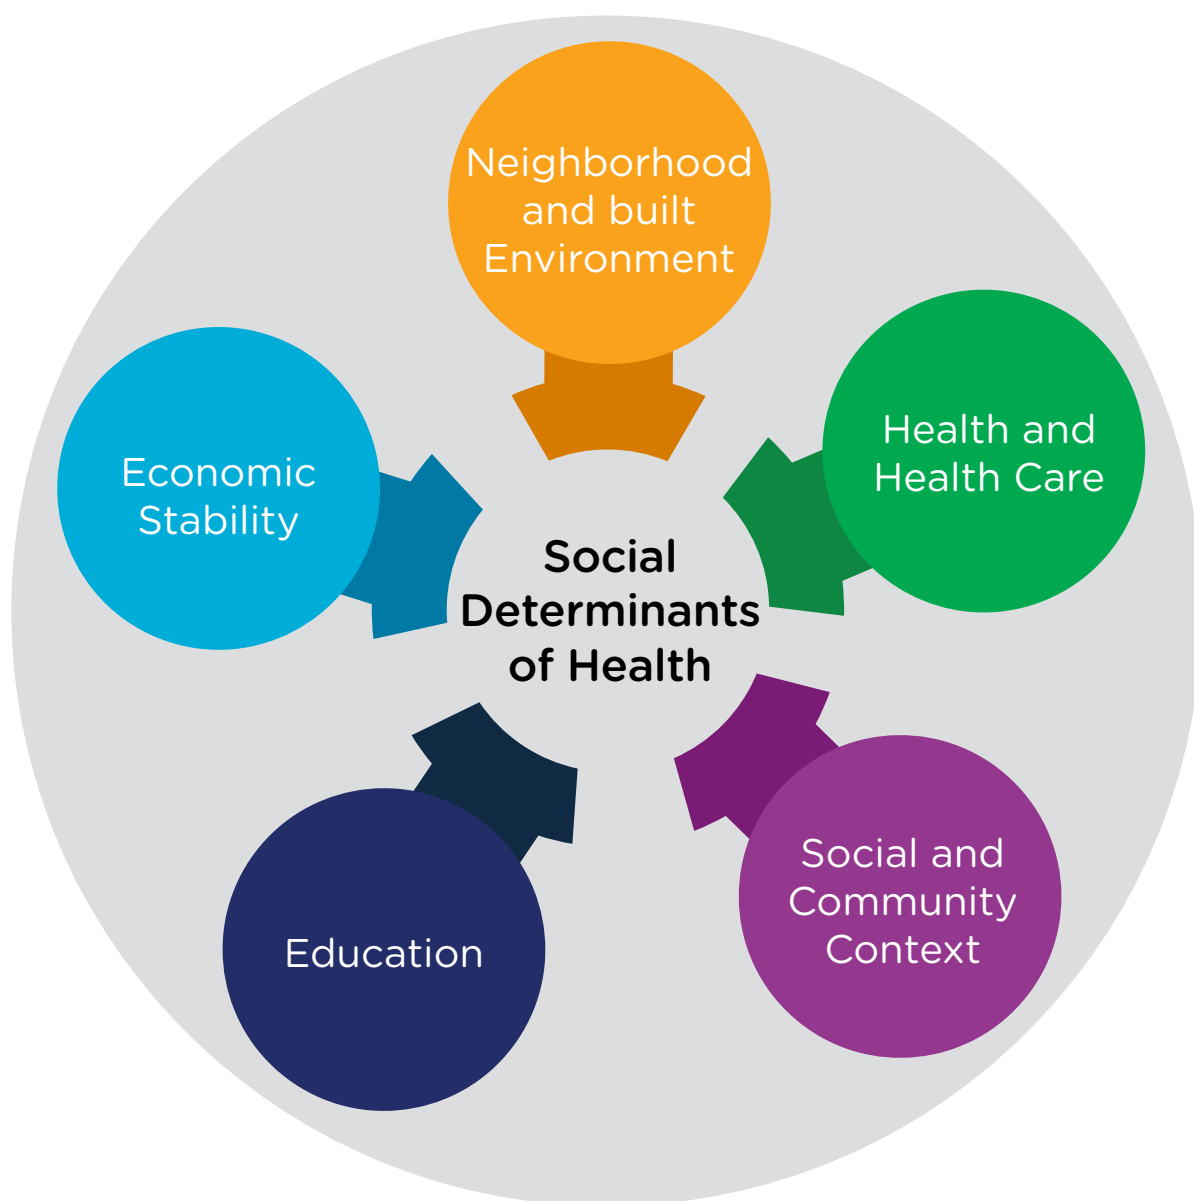 Neighborhood
and built
Environment
Health and
Health Care
Economic
Stability
Social
Determinants
of Health
Social and
Community
Context
Education